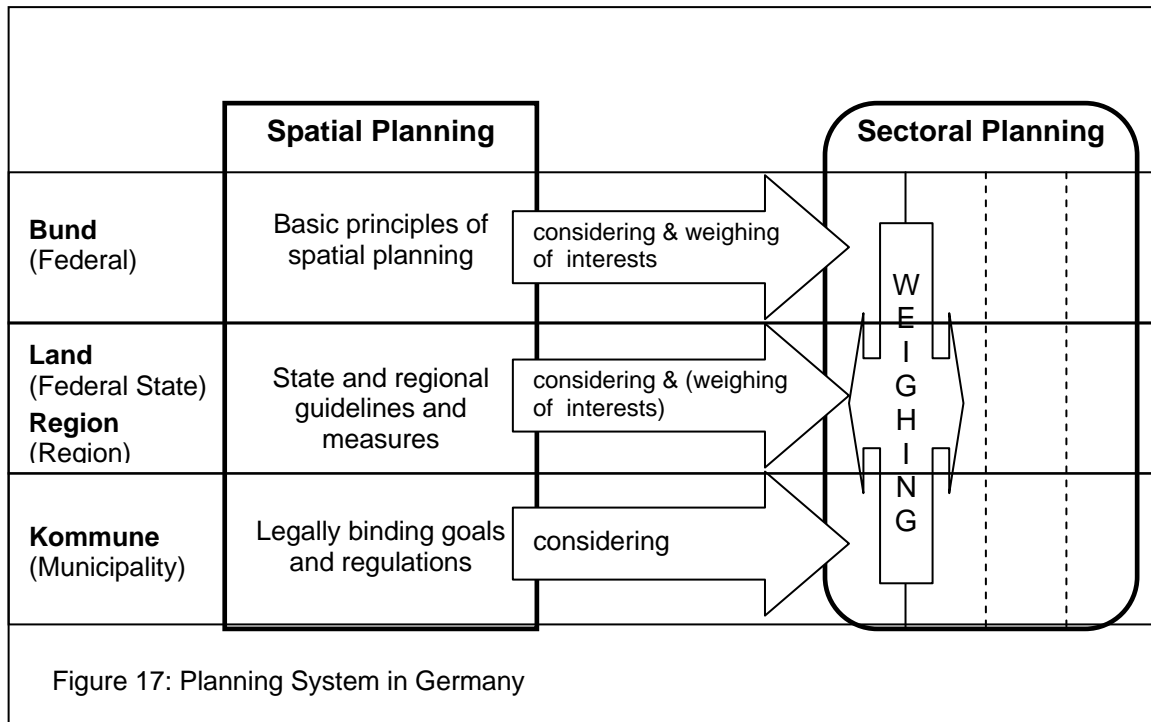 Spatial Planning
Sectoral Planning
Bund
(Federal)
Basic principles of
spatial planning
considering & weighing
of interests
Land
(Federal State)
Region
(Region)
State and regional
guidelines and
measures
considering & (weighing
of interests)
Kommune
(Municipality)
Legally binding goals
and regulations
considering
WEIGHING
Figure 17: Planning System in Germany